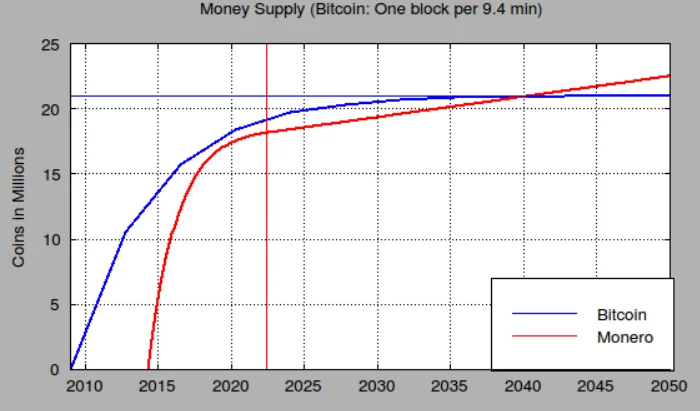 Money Supply (Bitcoin: One block per 9.4 min)
25
20
15
10
5
0
Coins in Millions
Bitcoin
Monero
2010 2015 2020 2025 2030 2035 2040 2045 2050